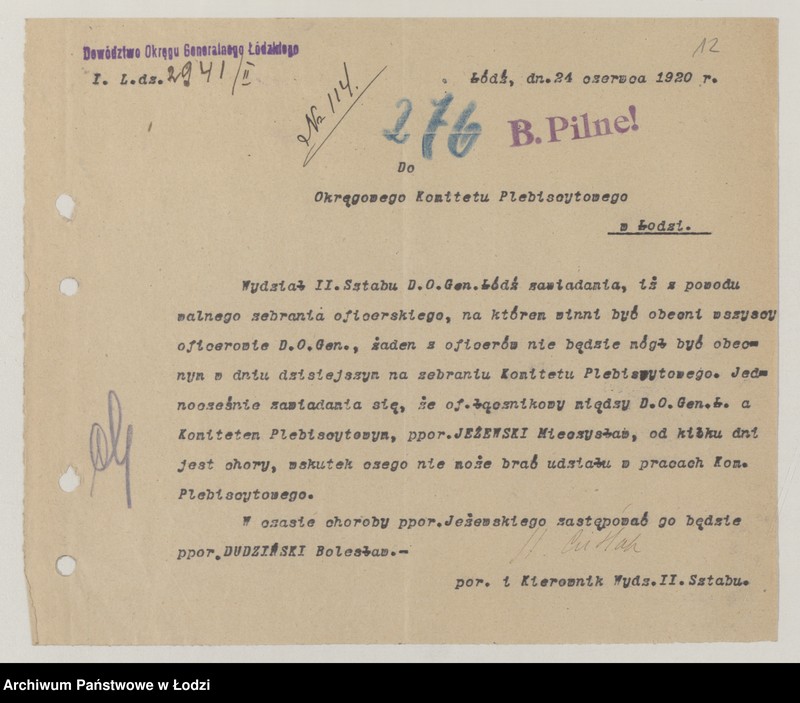 12
Dowództwo Okręgu Generalnego Łódzkiego
I. L.dz. 2941/II
№ 114.
Łódź, dn.24 czerwca 1920 r.
276
B. Pilne!
Do
Okręgowego Komitetu Plebiscytowego
w Łodzi.
Wydział II.Sztabu D.O.Gen.Łódź zawiadamia, iż z powodu
walnego zebrania oficerskiego, na którem winni być obecni wszyscy
oficerowie D.O.Gen., żaden z oficerów nie będzie mógł być obec-
nym w dniu dzisiejszym na zebraniu Komitetu Plebiswytowego. Jed-
nocześnie zawiadamia się, że of.łącznikowy między D.O.Gen.Ł. a
Komitetem Plebiscytowym, ppor.JEŻEWSKI Mieczysław, od kilku dni
jest chory, wskutek czego nie może brać udziału w pracach Kom.
Plebiscytowego.
W czasie choroby ppor.Jeżewskiego zastępować go będzie
ppor.DUDZIŃSKI Bolesław.-
por. i Kierownik Wydz.II.Sztabu.
Archiwum Państwowe w Łodzi